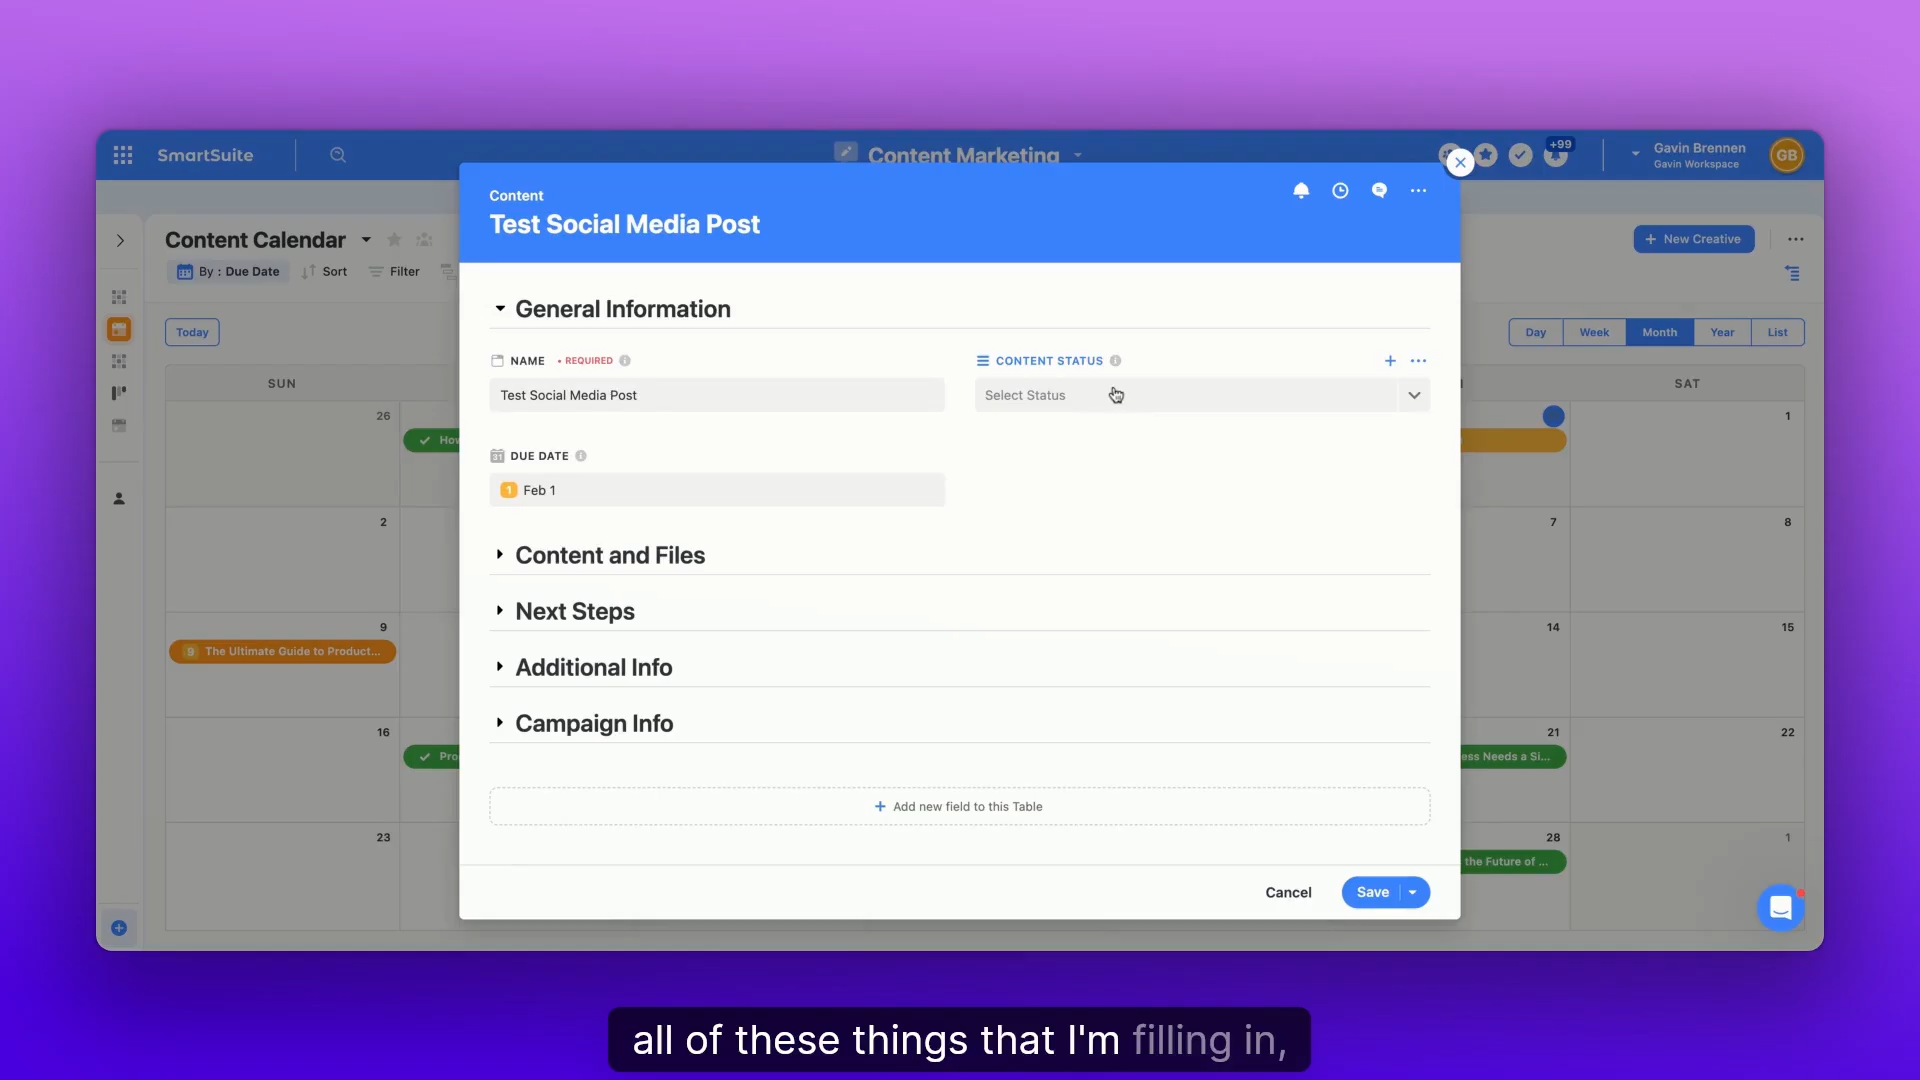 SmartSuite
Content Marketing
+99
Gavin Brennen
Gavin Workspace
GB
Content
Test Social Media Post
Content Calendar
+ New Creative
By : Due Date
Sort
Filter
Today
Day
Week
Month
Year
List
SUN
SAT
26
How
1
2
7
8
9
9 The Ultimate Guide to Product...
14
15
16
Pro
21
ess Needs a Si...
22
23
28
the Future of ...
1
General Information
NAME • REQUIRED
Test Social Media Post
CONTENT STATUS
Select Status
31 DUE DATE
1 Feb 1
Content and Files
Next Steps
Additional Info
Campaign Info
+ Add new field to this Table
Cancel
Save
all of these things that I'm filling in,